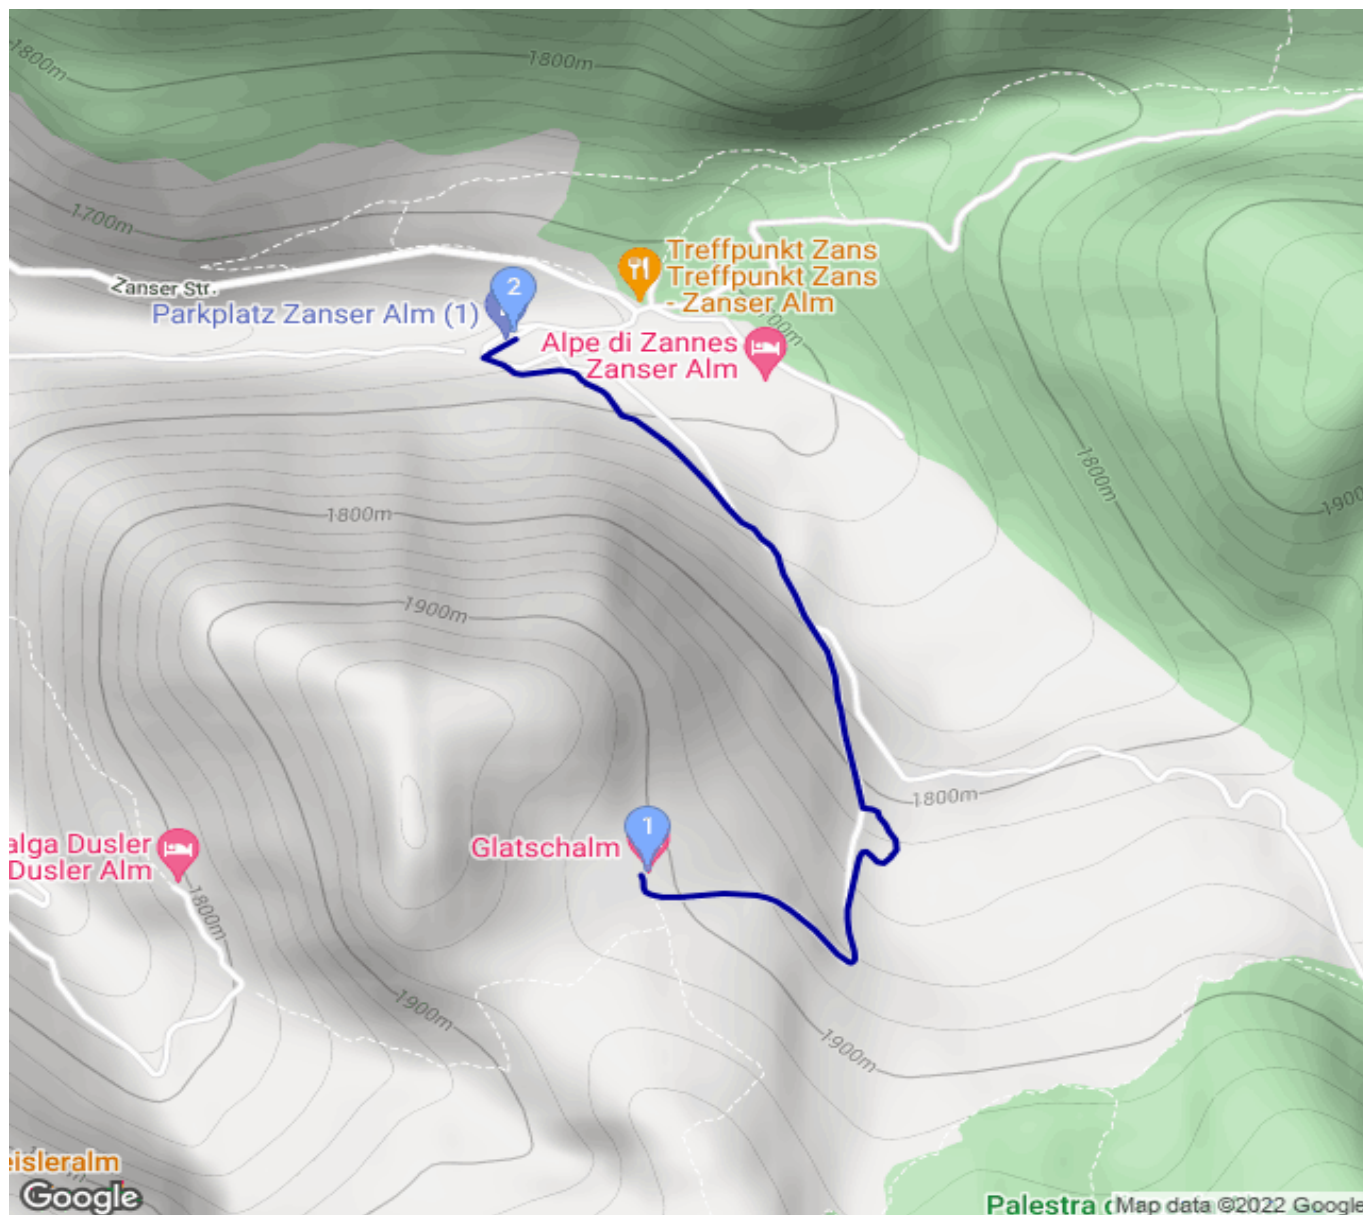 1800m
1800m
1700m
Treffpunkt Zans
Treffpunkt Zans
- Zanser Alm
Zanser Str.
2
Parkplatz Zanser Alm (1)
1700m
Alpe di Zannes
Zanser Alm
1800m
1900
1800m
1900m
1800m
1
Glatschalm
alga Dusler
Dusler Alm
1800m
1900m
1900m
eisleralm
Google
Palestra
Map data ©2022 Google